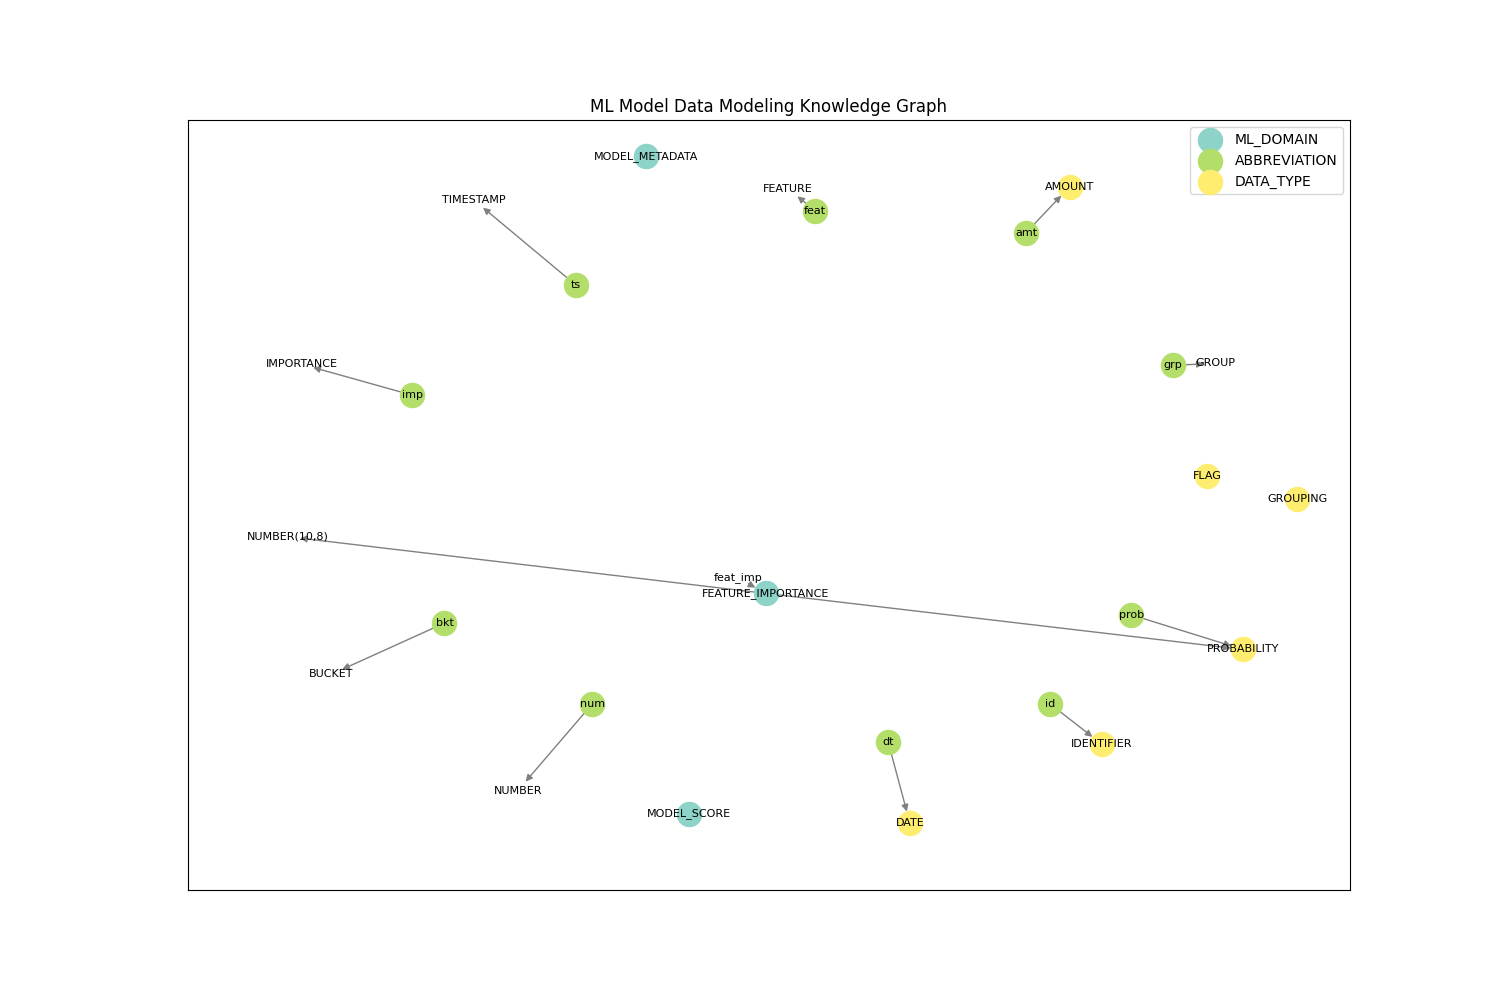 ML Model Data Modeling Knowledge Graph
ML_DOMAIN
ABBREVIATION
DATA_TYPE
MODEL_METADATA
TIMESTAMP
FEATURE
feat
AMOUNT
amt
ts
IMPORTANCE
imp
grp
GROUP
FLAG
GROUPING
NUMBER(10,8)
feat_imp
FEATURE_IMPORTANCE
bkt
prob
PROBABILITY
BUCKET
num
id
dt
IDENTIFIER
NUMBER
MODEL_SCORE
DATE